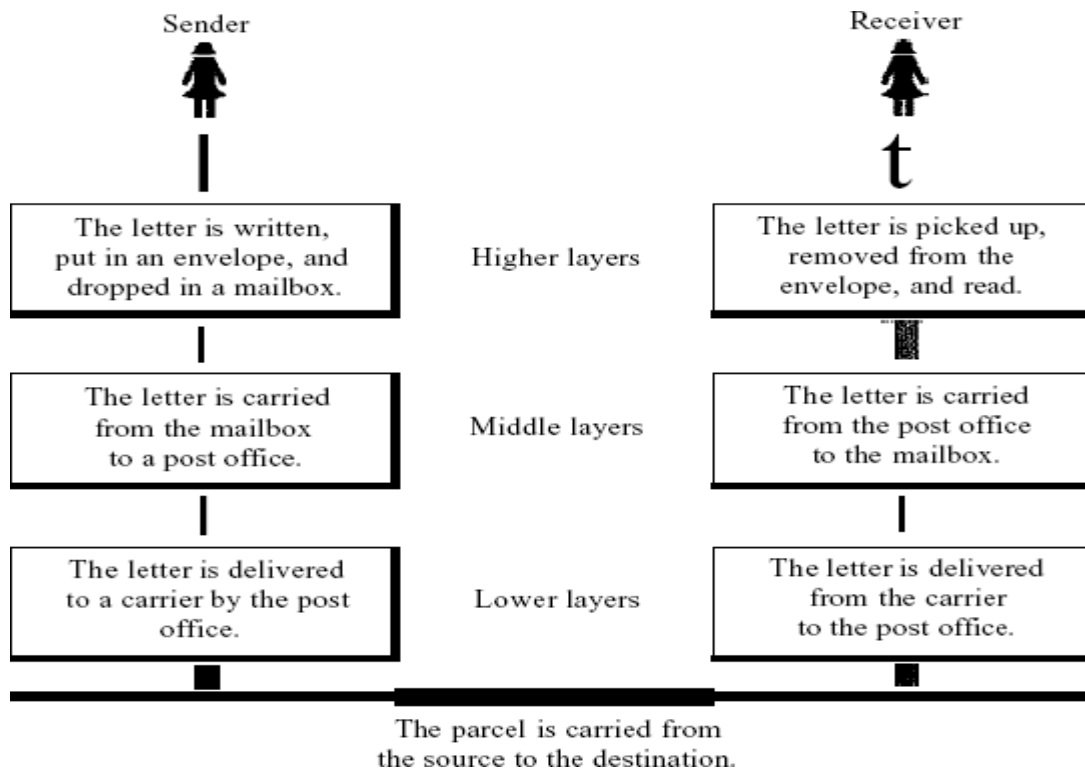 Sender
Receiver
t
The letter is written,
put in an envelope, and
dropped in a mailbox.
Higher layers
The letter is picked up,
removed from the
envelope, and read.
The letter is carried
from the mailbox
to a post office.
Middle layers
The letter is carried
from the post office
to the mailbox.
The letter is delivered
to a carrier by the post
office.
Lower layers
The letter is delivered
from the carrier
to the post office.
The parcel is carried from
the source to the destination.